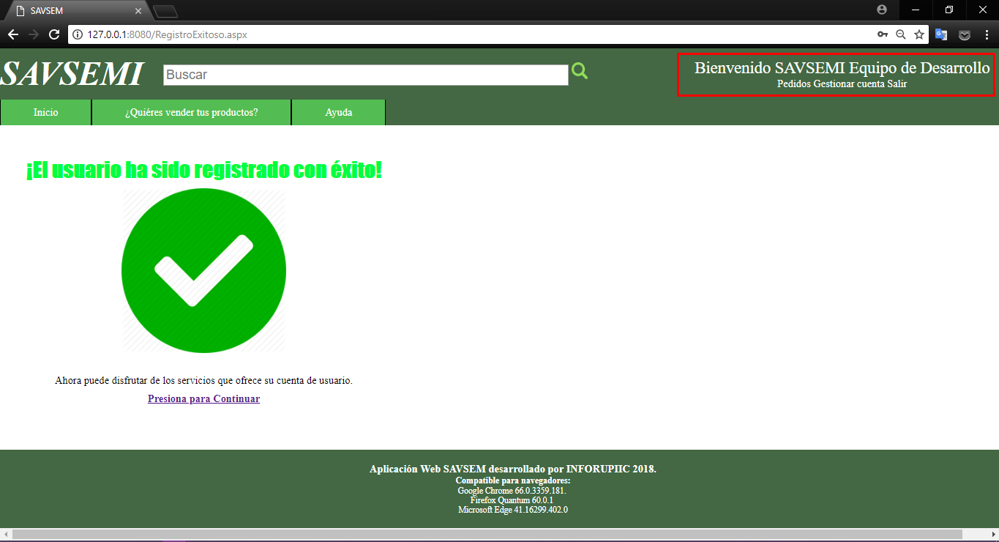 SAVSEM
127.0.0.1:8080/RegistroExitoso.aspx
SAVSEMI
Buscar
Bienvenido SAVSEMI Equipo de Desarrollo
Pedidos Gestionar cuenta Salir
Inicio
¿Quiéres vender tus productos?
Ayuda
¡El usuario ha sido registrado con éxito!
Ahora puede disfrutar de los servicios que ofrece su cuenta de usuario.
Presiona para Continuar
Aplicación Web SAVSEM desarrollado por INFORUPIIC 2018.
Compatible para navegadores:
Google Chrome 66.0.3359.181.
Firefox Quantum 60.0.1
Microsoft Edge 41.16299.402.0